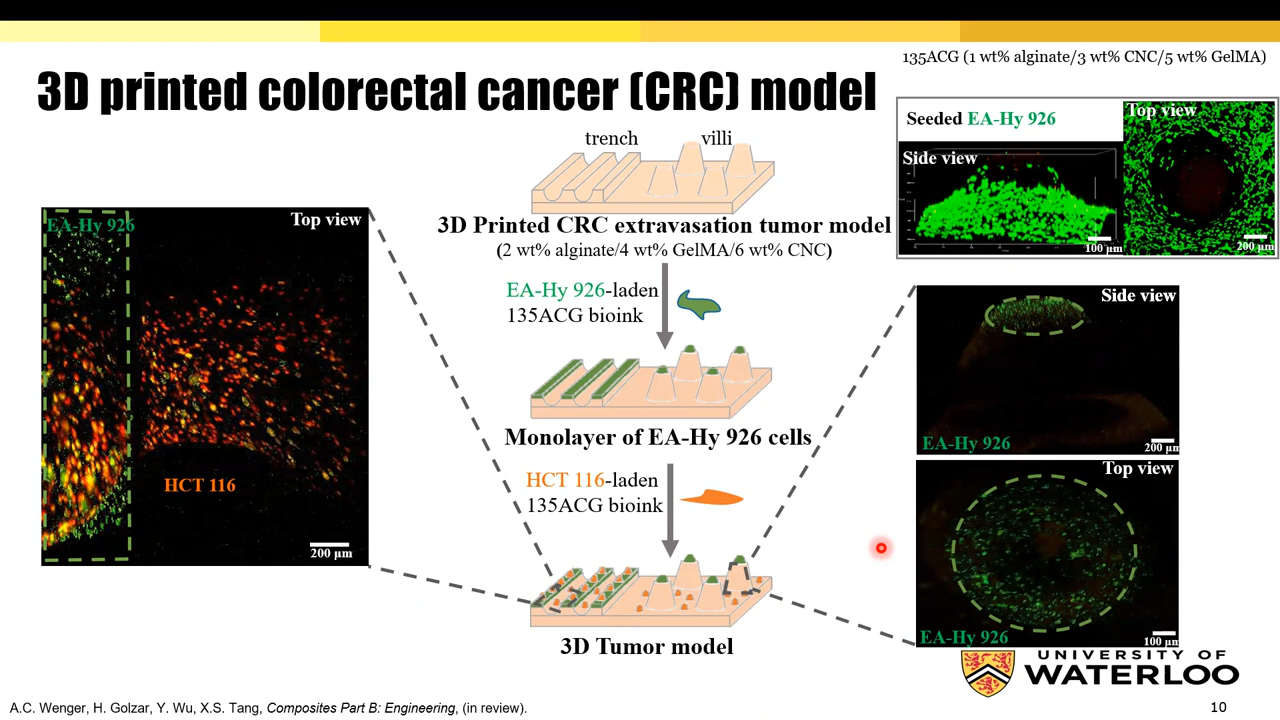 135ACG (1 wt% alginate/3 wt% CNC/5 wt% GelMA)
3D printed colorectal cancer (CRC) model
Seeded EA-Hy 926
Side view
100 µm
Top view
200 µm
trench
villi
3D Printed CRC extravasation tumor model
(2 wt% alginate/4 wt% GelMA/6 wt% CNC)
EA-Hy 926-laden
135ACG bioink
Monolayer of EA-Hy 926 cells
HCT 116-laden
135ACG bioink
3D Tumor model
EA-Hy 926
Top view
HCT 116
200 µm
Side view
EA-Hy 926
200 µm
Top view
EA-Hy 926
100 µm
UNIVERSITY OF
WATERLOO
A.C. Wenger, H. Golzar, Y. Wu, X.S. Tang, Composites Part B: Engineering, (in review).
10